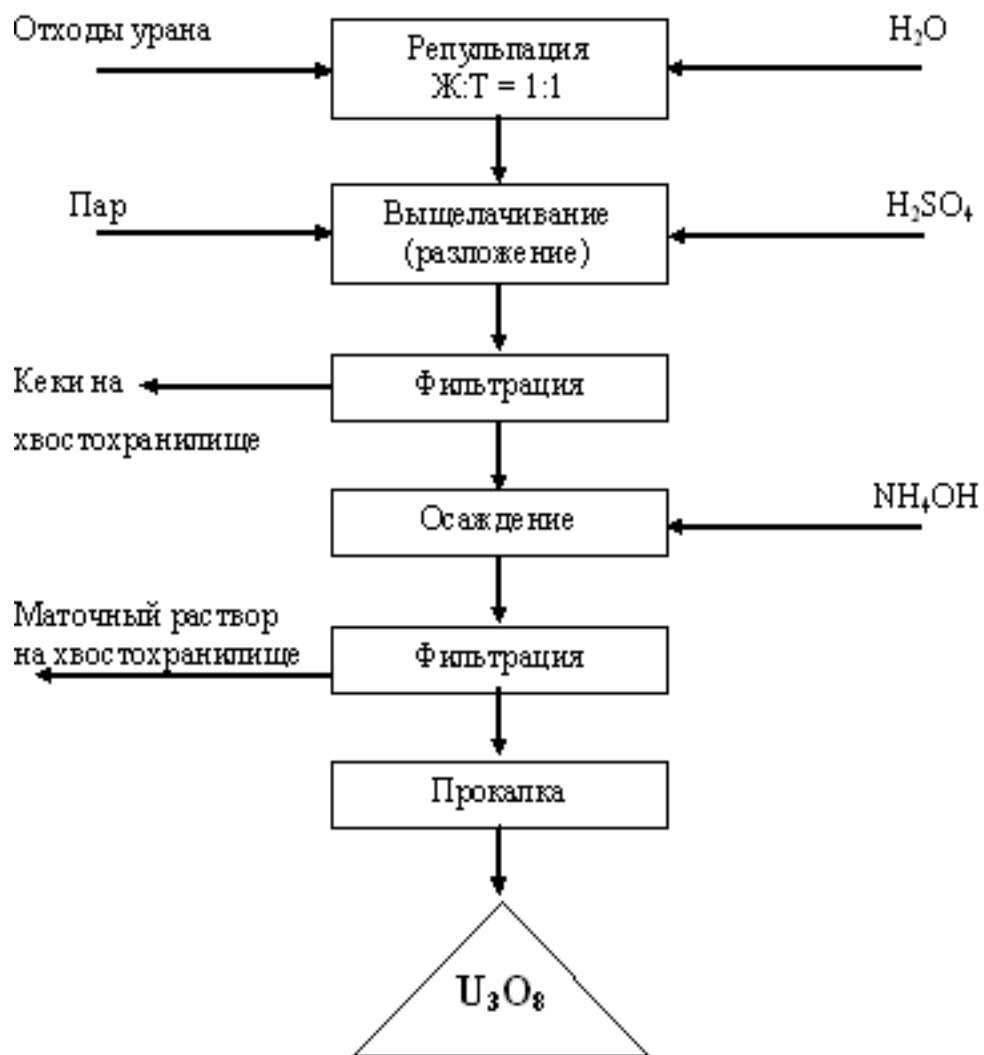 Отходы урана
Репульпация
Ж:Т = 1:1
H₂O
Пар
Выщелачивание
(разложение)
H₂SO₄
Кеки на
хвостохранилище
Фильтрация
Осаждение
NH₄OH
Маточный раствор
на хвостохранилище
Фильтрация
Прокалка
U₃O₈